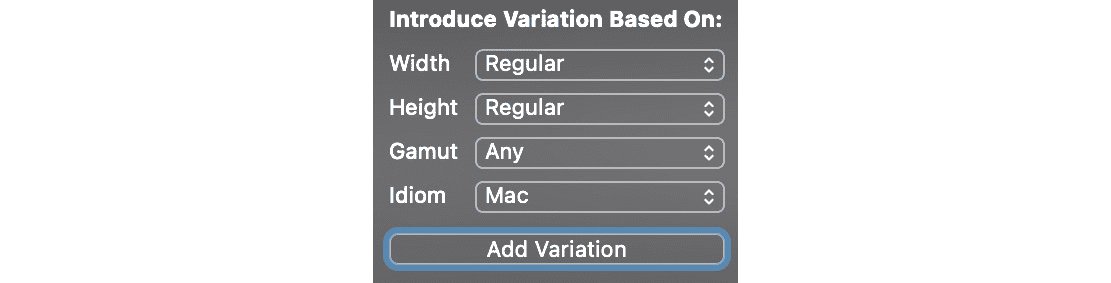 Introduce Variation Based On:
Width Regular
Height Regular
Gamut Any
Idiom Mac
Add Variation